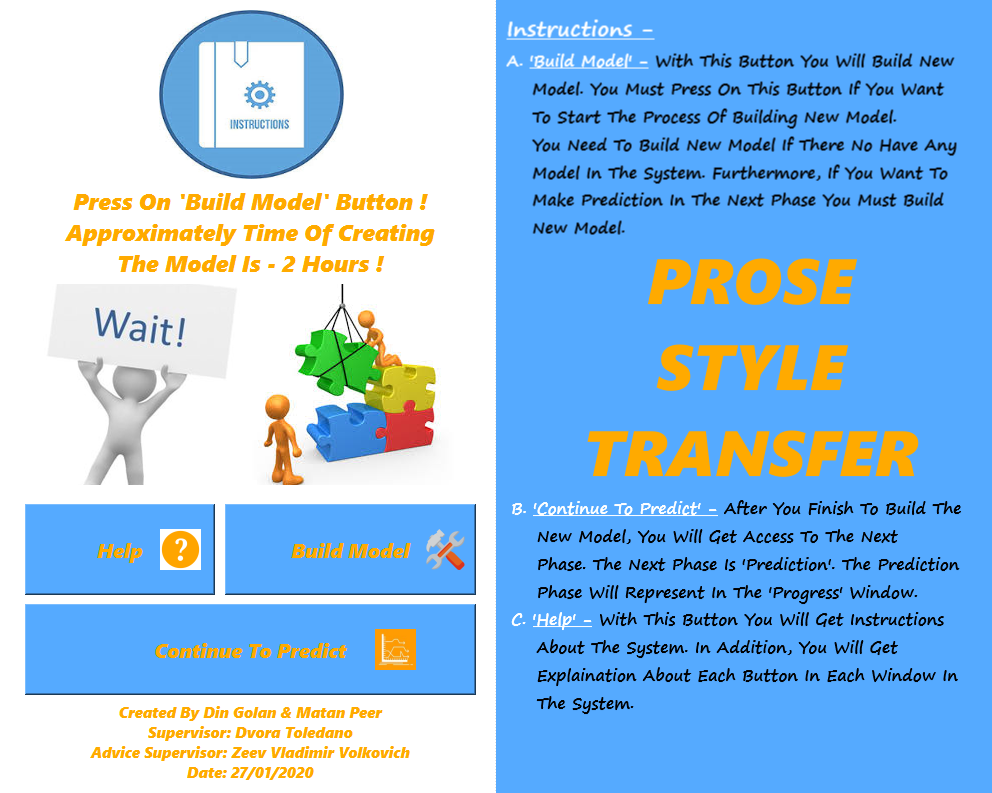 INSTRUCTIONS
Press On 'Build Model' Button !
Approximately Time Of Creating
The Model Is - 2 Hours !
Wait!
Help
?
Build Model
Continue To Predict
Created By Din Golan & Matan Peer
Supervisor: Dvora Toledano
Advice Supervisor: Zeev Vladimir Volkovich
Date: 27/01/2020
Instructions -
A. 'Build Model' - With This Button You Will Build New
Model. You Must Press On This Button If You Want
To Start The Process Of Building New Model.
You Need To Build New Model If There No Have Any
Model In The System. Furthermore, If You Want To
Make Prediction In The Next Phase You Must Build
New Model.
PROSE
STYLE
TRANSFER
B. 'Continue To Predict' - After You Finish To Build The
New Model, You Will Get Access To The Next
Phase. The Next Phase Is 'Prediction'. The Prediction
Phase Will Represent In The 'Progress' Window.
C. 'Help' - With This Button You Will Get Instructions
About The System. In Addition, You Will Get
Explaination About Each Button In Each Window In
The System.